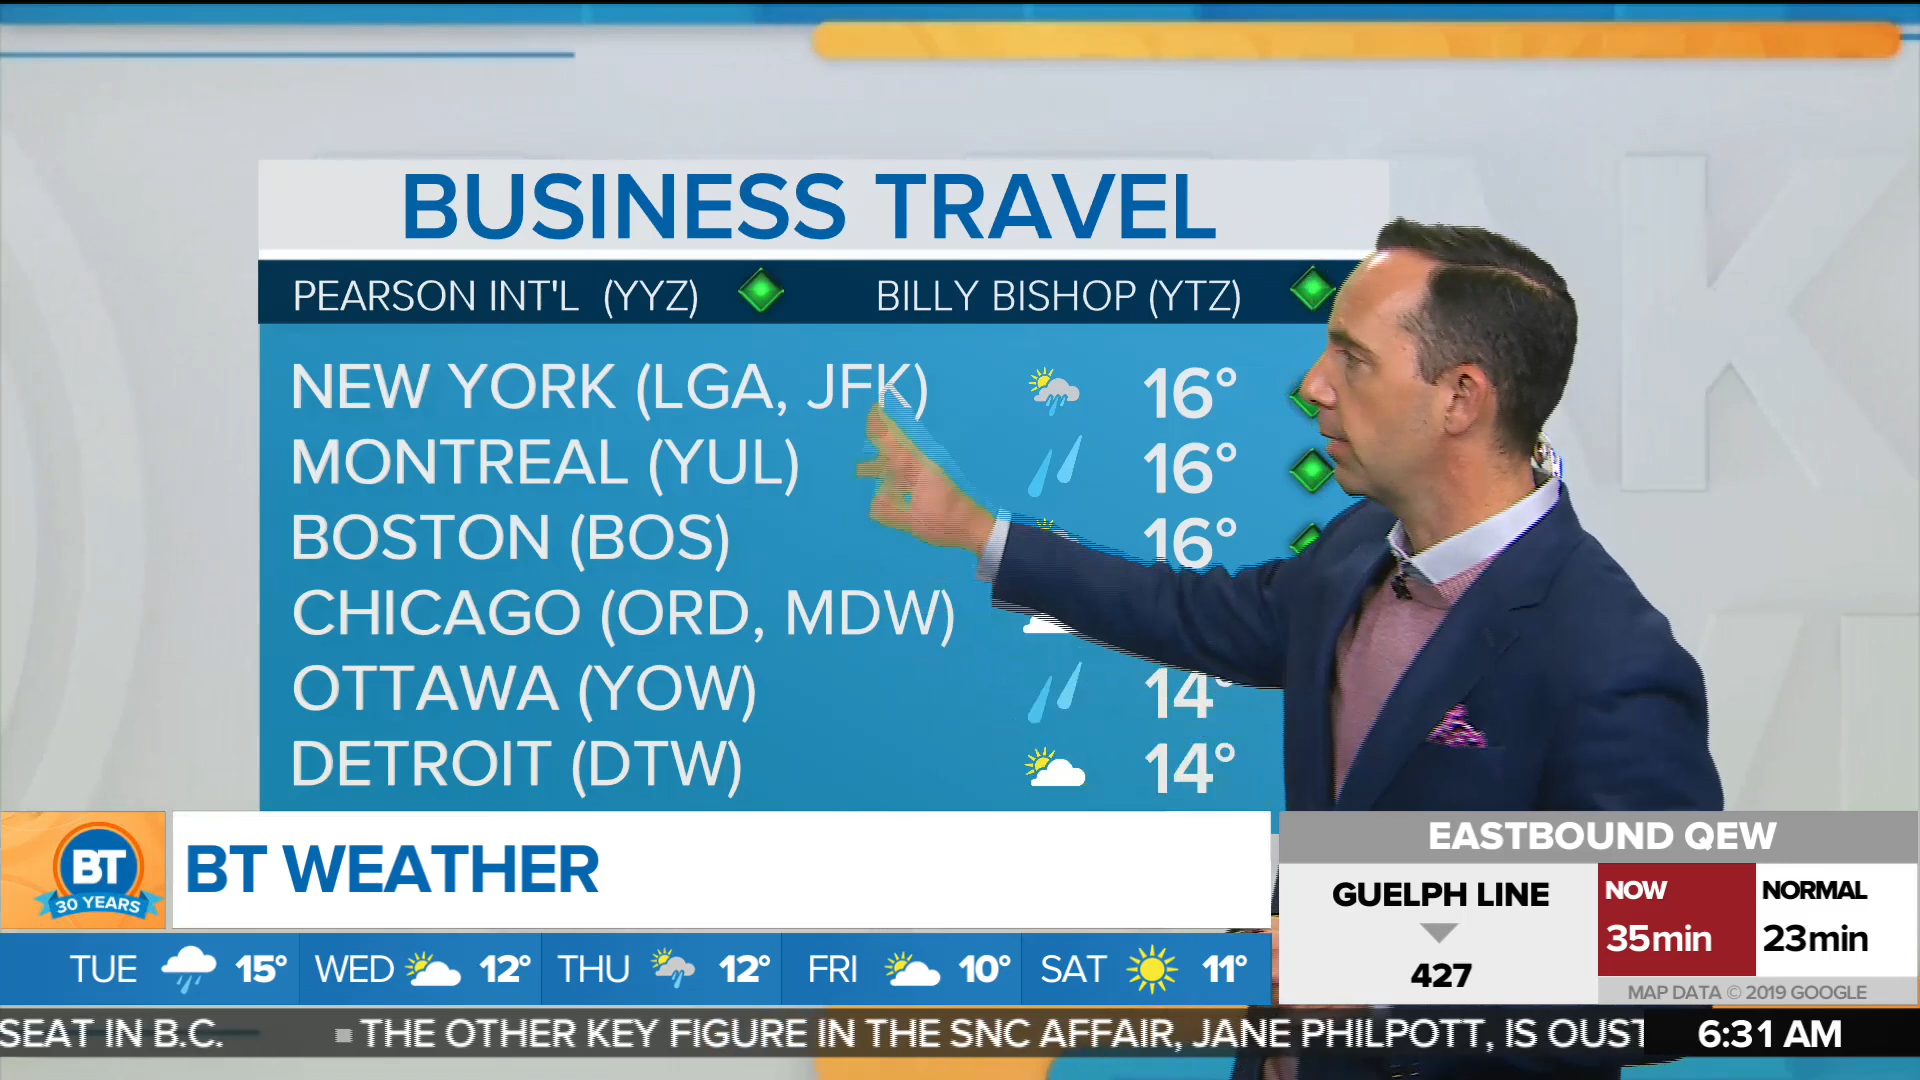 BUSINESS TRAVEL
PEARSON INT'L (YYZ) BILLY BISHOP (YTZ)
NEW YORK (LGA, JFK) 16°
MONTREAL (YUL) 16°
BOSTON (BOS) 16°
CHICAGO (ORD, MDW)
OTTAWA (YOW) 14°
DETROIT (DTW) 14°
BT
30 YEARS
BT WEATHER
EASTBOUND QEW
GUELPH LINE
427
NOW
35min
NORMAL
23min
MAP DATA © 2019 GOOGLE
TUE 15° WED 12° THU 12° FRI 10° SAT 11°
SEAT IN B.C. ■ THE OTHER KEY FIGURE IN THE SNC AFFAIR, JANE PHILPOTT, IS OUST
6:31 AM